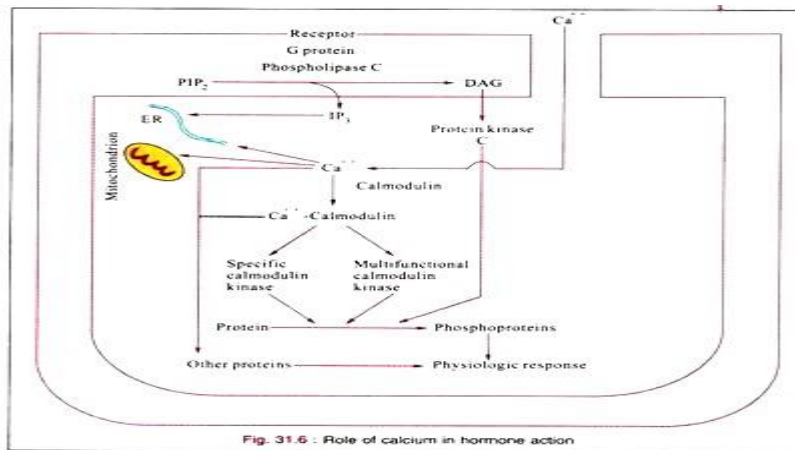 Ca++
Receptor
G protein
Phospholipase C
PIP2
DAG
IP3
ER
Protein kinase
C
Mitochondrion
Ca++
Calmodulin
Ca++-Calmodulin
Specific
calmodulin
kinase
Multifunctional
calmodulin
kinase
Protein
Phosphoproteins
Other proteins
Physiologic response
Fig. 31.6 : Role of calcium in hormone action